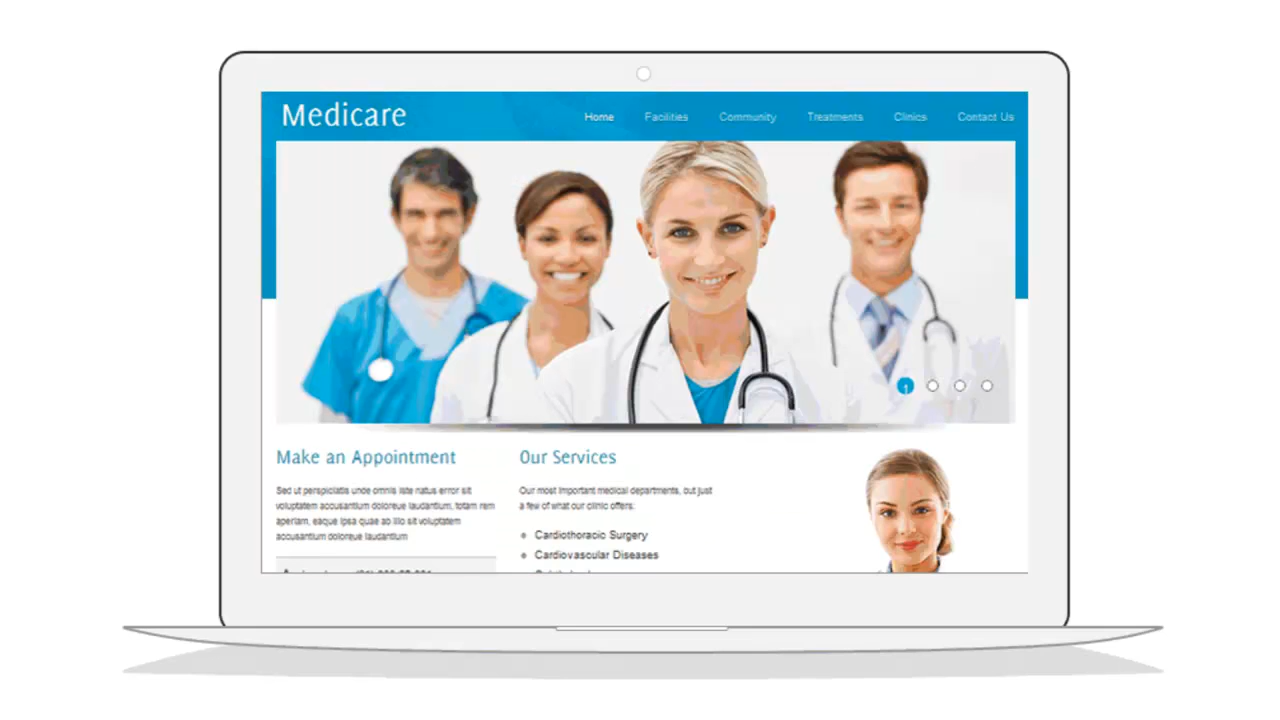 Medicare
Home Facilities Community Treatments Clinics Contact Us
1
Make an Appointment
Sed ut perspiciatis unde omnis iste natus error sit
voluptatem accusantium doloreue laudantium, totam rem
aperiam, eaque ipsa quae ab illo sit voluptatem
accusantium doloreue laudantium
Our Services
Our most important medical departments, but just
a few of what our clinic offers:
Cardiothoracic Surgery
Cardiovascular Diseases